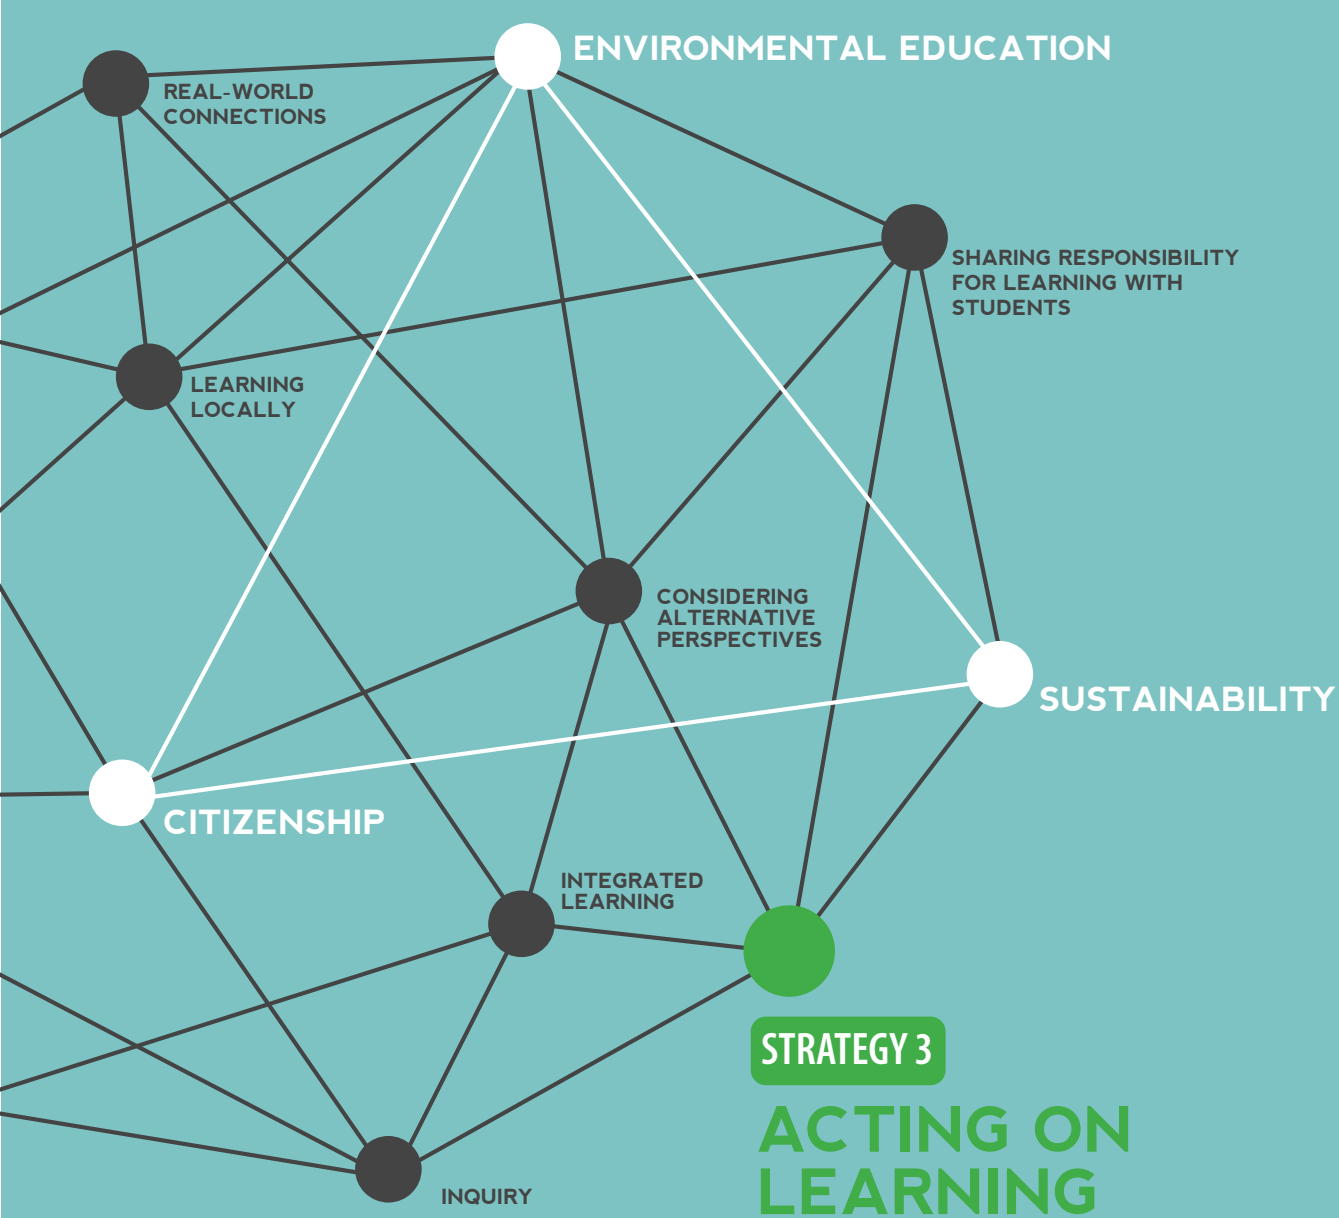 ENVIRONMENTAL EDUCATION
REAL-WORLD
CONNECTIONS
SHARING RESPONSIBILITY
FOR LEARNING WITH
STUDENTS
LEARNING
LOCALLY
CONSIDERING
ALTERNATIVE
PERSPECTIVES
SUSTAINABILITY
CITIZENSHIP
INTEGRATED
LEARNING
STRATEGY 3
ACTING ON
LEARNING
INQUIRY